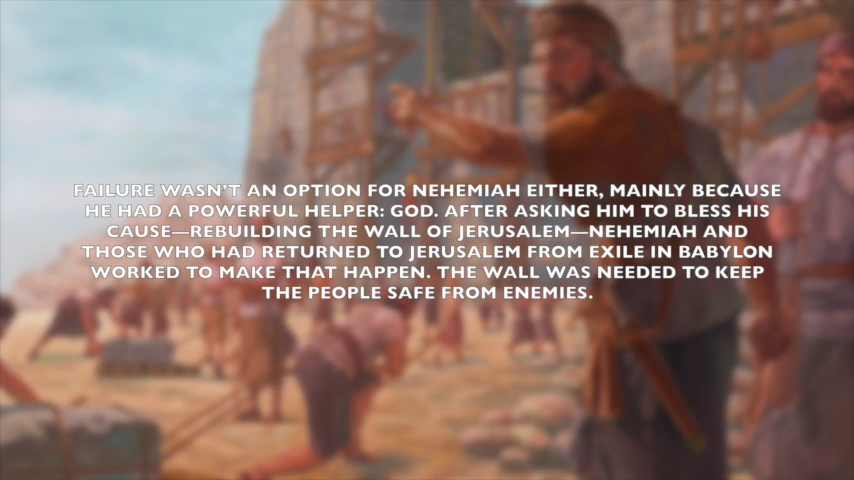 FAILURE WASN'T AN OPTION FOR NEHEMIAH EITHER, MAINLY BECAUSE
HE HAD A POWERFUL HELPER: GOD. AFTER ASKING HIM TO BLESS HIS
CAUSE—REBUILDING THE WALL OF JERUSALEM—NEHEMIAH AND
THOSE WHO HAD RETURNED TO JERUSALEM FROM EXILE IN BABYLON
WORKED TO MAKE THAT HAPPEN. THE WALL WAS NEEDED TO KEEP
THE PEOPLE SAFE FROM ENEMIES.